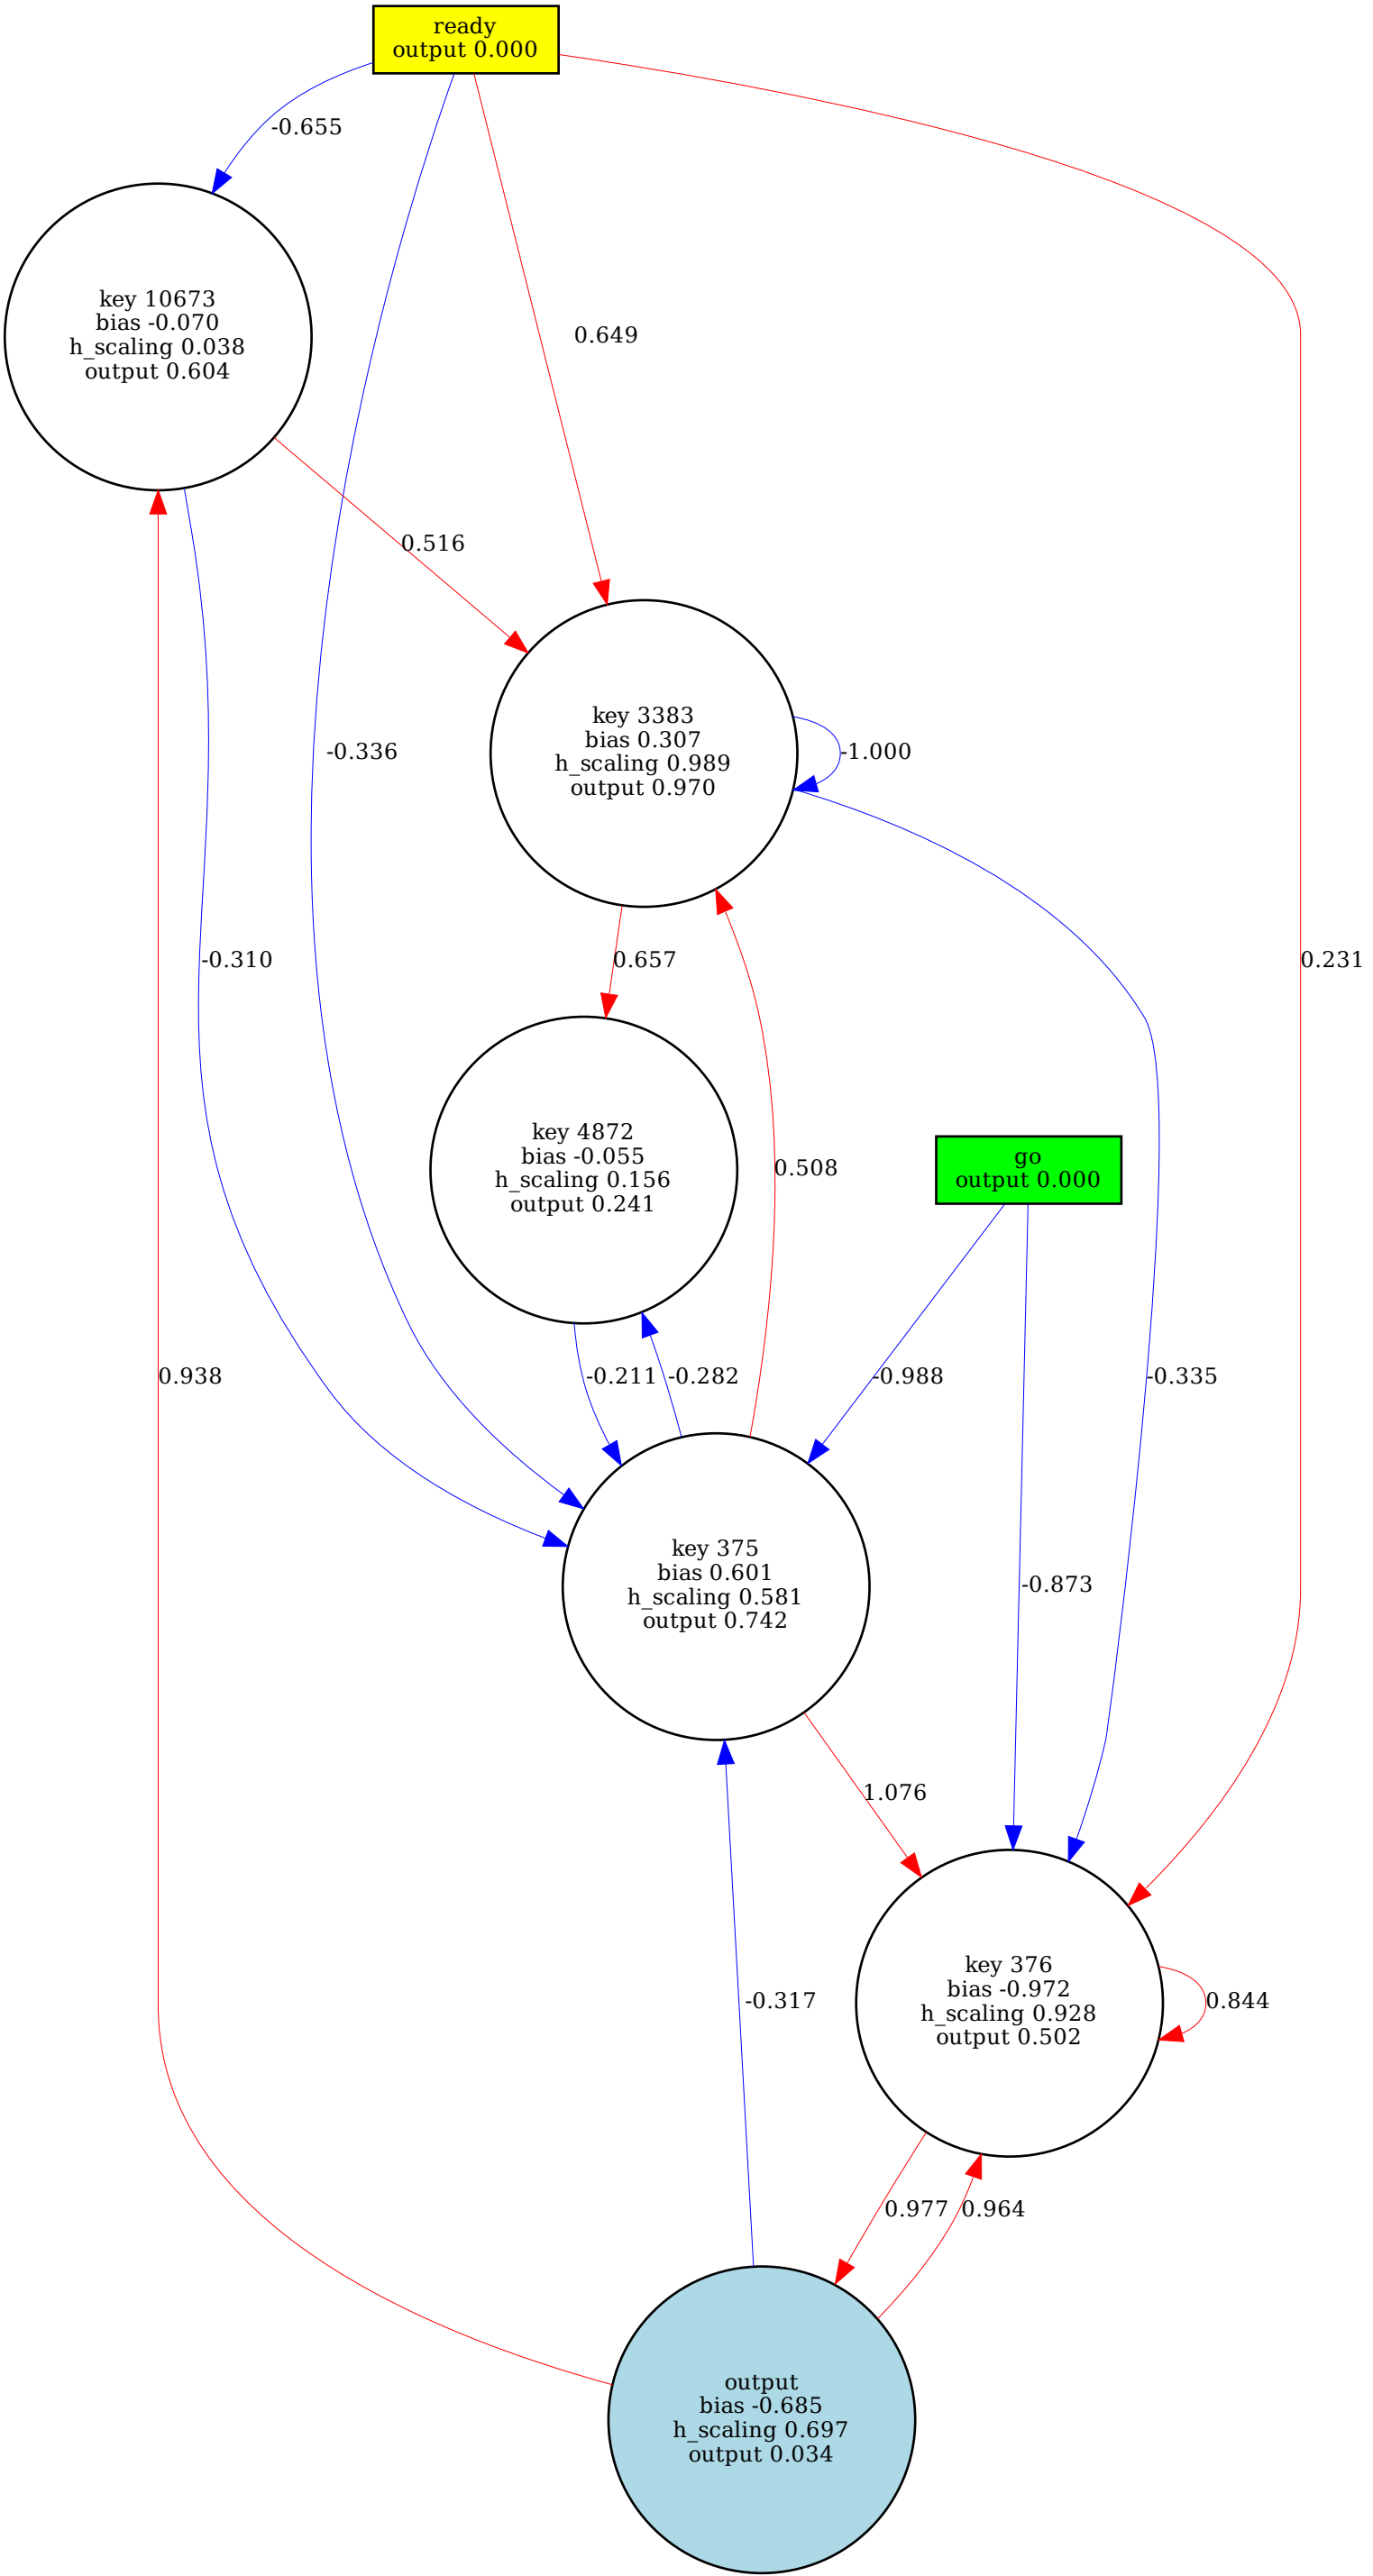 ready
output 0.000
-0.655
key 10673
bias -0.070
h_scaling 0.038
output 0.604
0.649
0.516
key 3383
bias 0.307
h_scaling 0.989
output 0.970
-0.336
-1.000
-0.310
0.657
0.231
key 4872
bias -0.055
h_scaling 0.156
output 0.241
0.508
go
output 0.000
0.938
-0.211
-0.282
-0.988
-0.335
key 375
bias 0.601
h_scaling 0.581
output 0.742
-0.873
1.076
key 376
bias -0.972
h_scaling 0.928
output 0.502
-0.317
0.844
0.977
0.964
output
bias -0.685
h_scaling 0.697
output 0.034